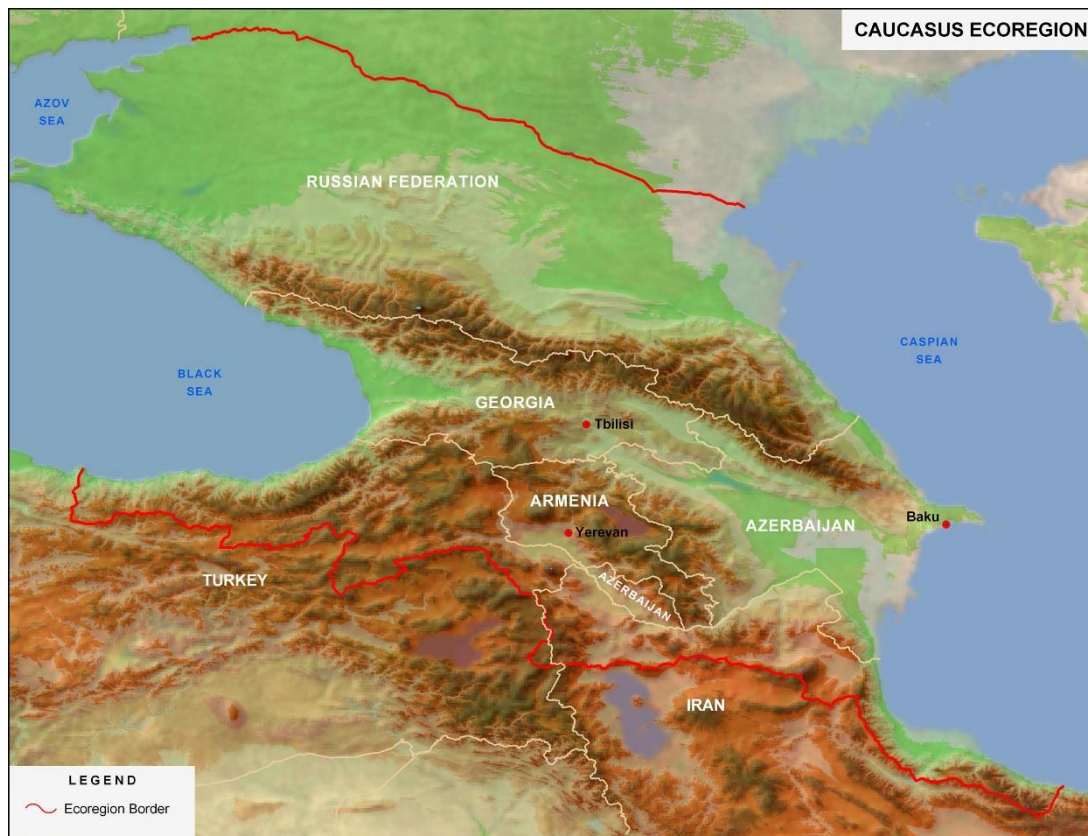 CAUCASUS ECOREGION
AZOV
SEA
RUSSIAN FEDERATION
CASPIAN
SEA
BLACK
SEA
GEORGIA
Tbilisi
ARMENIA
AZERBAIJAN
Baku
Yerevan
TURKEY
AZERBAIJAN
IRAN
LEGEND
Ecoregion Border